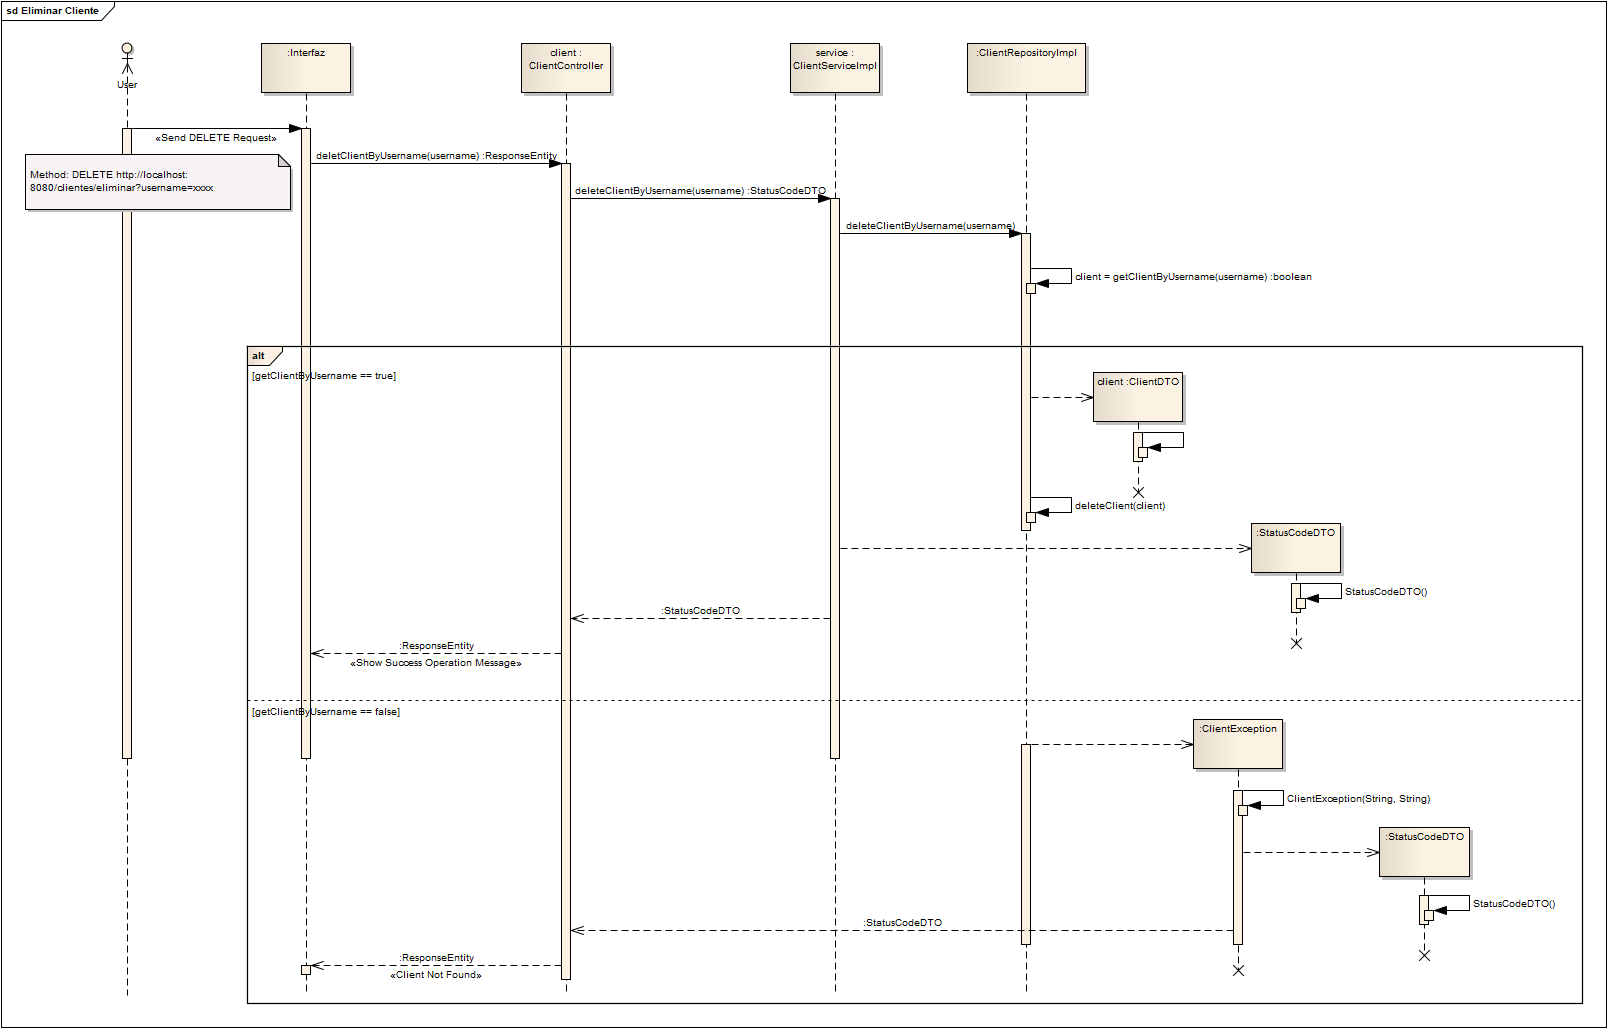 sd Eliminar Cliente
User
:Interfaz
client :
ClientController
service :
ClientServiceImpl
:ClientRepositoryImpl
«Send DELETE Request»
Method: DELETE http://localhost:
8080/clientes/eliminar?username=xxxx
deletClientByUsername(username) :ResponseEntity
deleteClientByUsername(username) :StatusCodeDTO
deleteClientByUsername(username)
client = getClientByUsername(username) :boolean
alt
[getClientByUsername == true]
client :ClientDTO
deleteClient(client)
:StatusCodeDTO
StatusCodeDTO()
:StatusCodeDTO
:ResponseEntity
«Show Success Operation Message»
[getClientByUsername == false]
:ClientException
ClientException(String, String)
:StatusCodeDTO
StatusCodeDTO()
:StatusCodeDTO
:ResponseEntity
«Client Not Found»